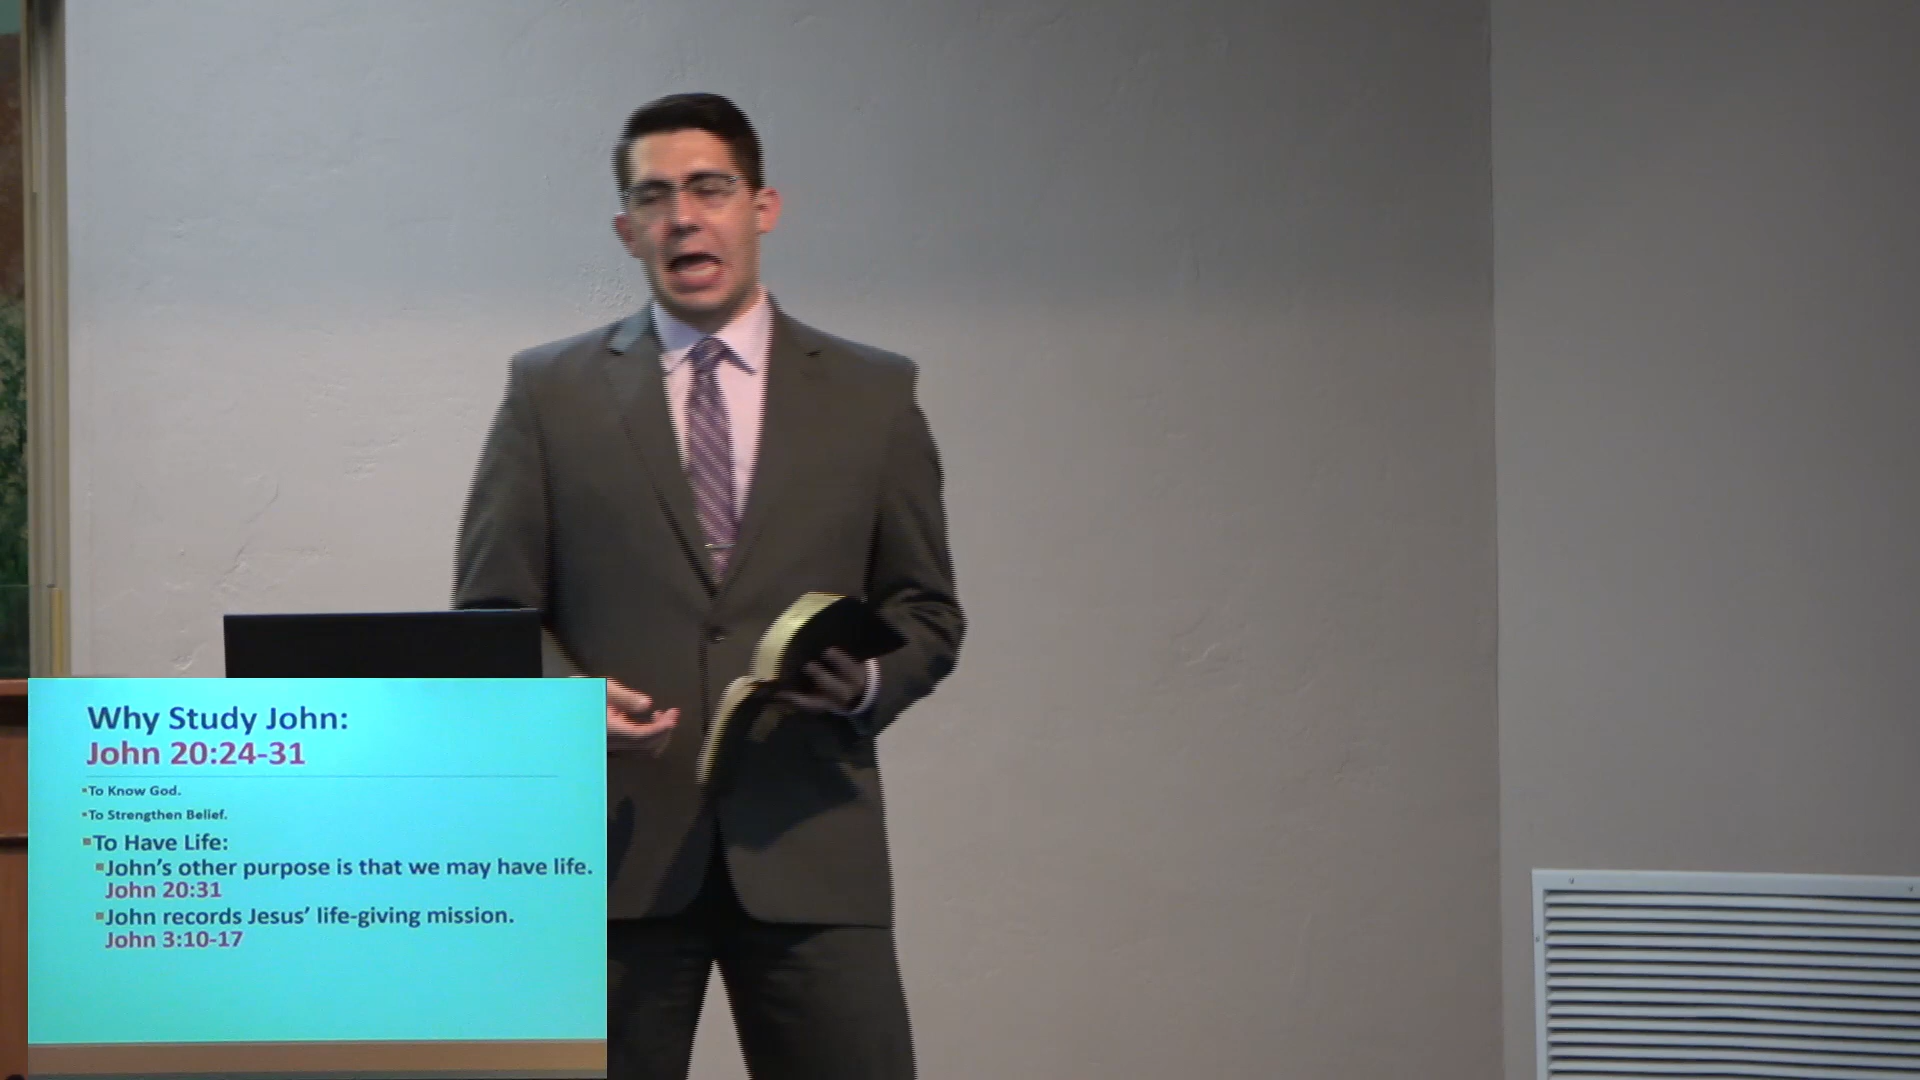 Why Study John:
John 20:24-31
▪To Know God.
▪To Strengthen Belief.
▪To Have Life:
▪John's other purpose is that we may have life.
John 20:31
▪John records Jesus' life-giving mission.
John 3:10-17